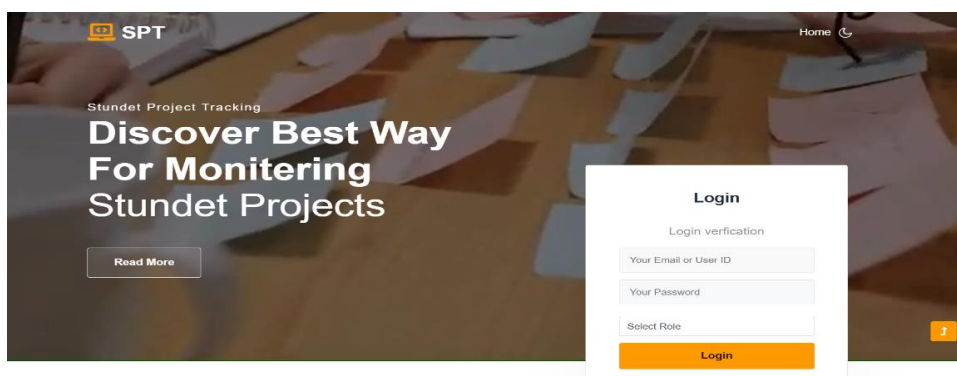 SPT
Home
Stundet Project Tracking
Discover Best Way
For Monitering
Stundet Projects
Read More
Login
Login verfication
Your Email or User ID
Your Password
Select Role
Login